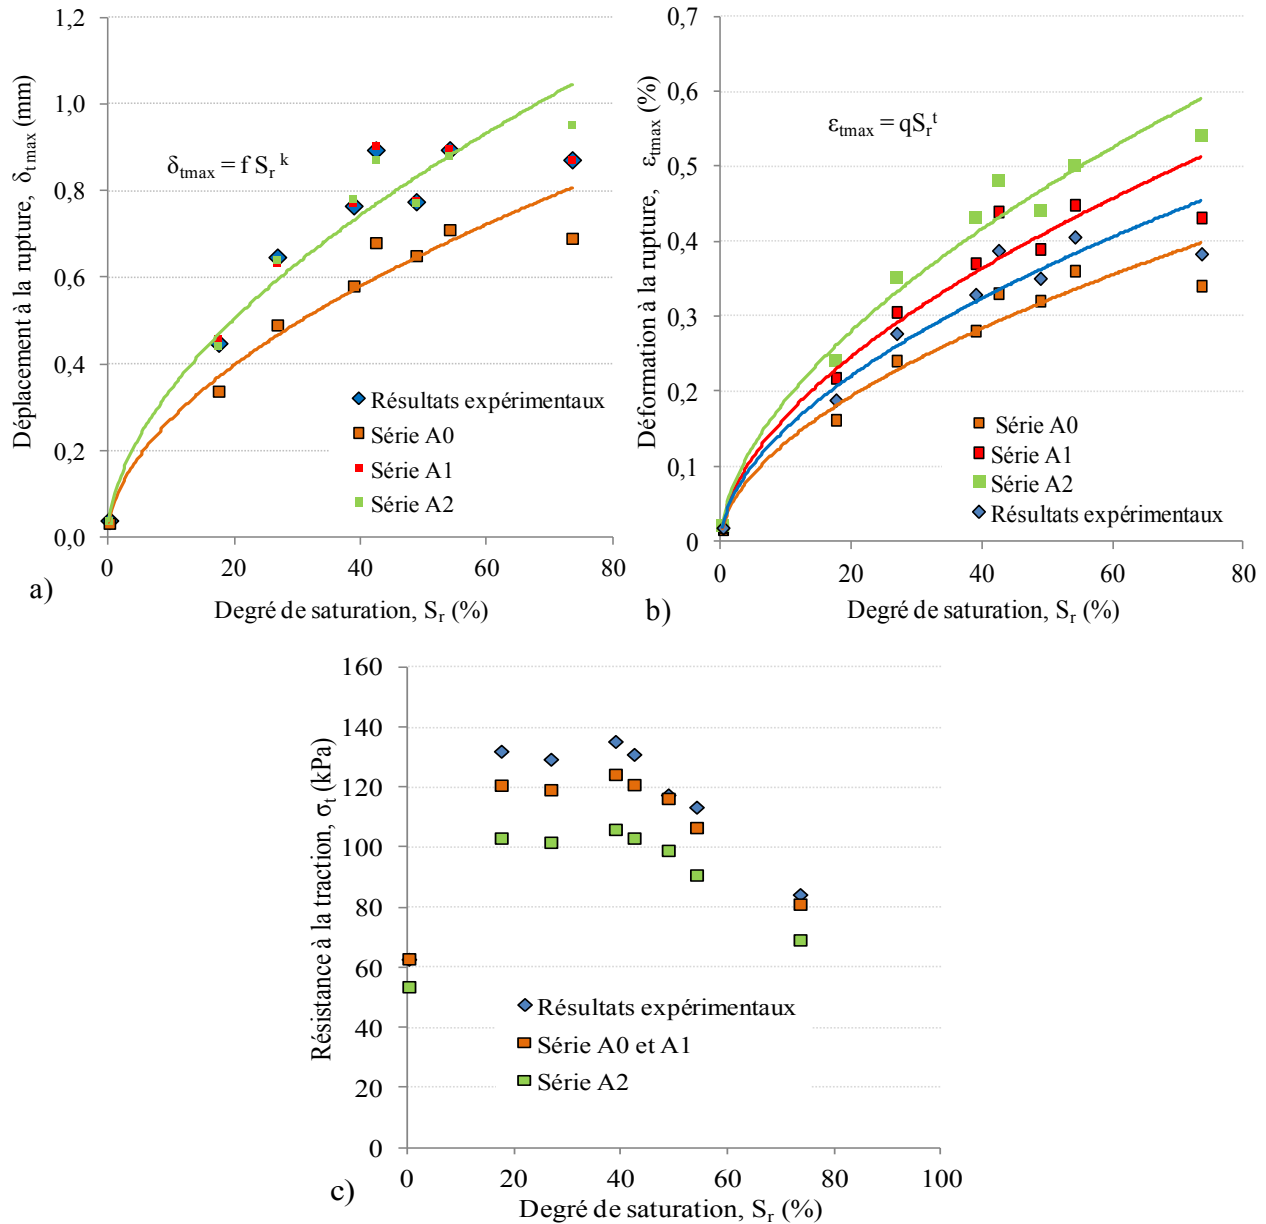 1,2
1,0
0,8
0,6
0,4
0,2
0,0
0
20
40
60
80
Déplacement à la rupture, δtmax (mm)
δtmax = f Sr^k
Résultats expérimentaux
Série A0
Série A1
Série A2
Degré de saturation, Sr (%)
a)
0,7
0,6
0,5
0,4
0,3
0,2
0,1
0
0
20
40
60
80
Déformation à la rupture, εtmax (%)
εtmax = qSr^t
Série A0
Série A1
Série A2
Résultats expérimentaux
Degré de saturation, Sr (%)
b)
160
140
120
100
80
60
40
20
0
0
20
40
60
80
100
Résistance à la traction, σt (kPa)
Résultats expérimentaux
Série A0 et A1
Série A2
Degré de saturation, Sr (%)
c)